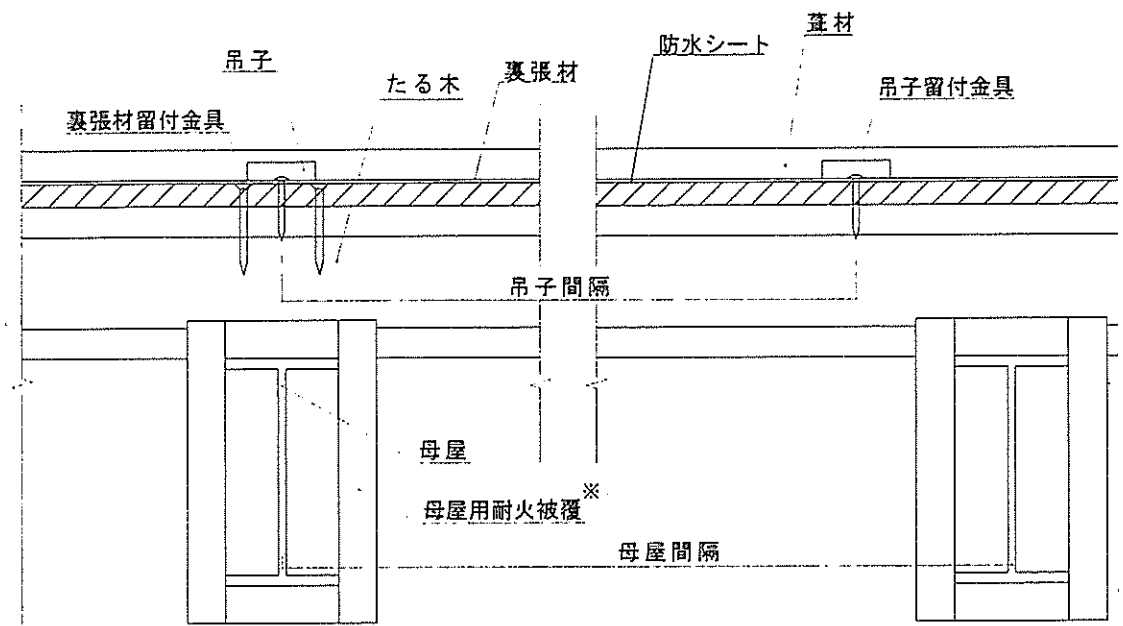 葺材
防水シート
吊子
裏張材
たる木
吊子留付金具
裏張材留付金具
吊子間隔
母屋
母屋用耐火被覆※
母屋間隔